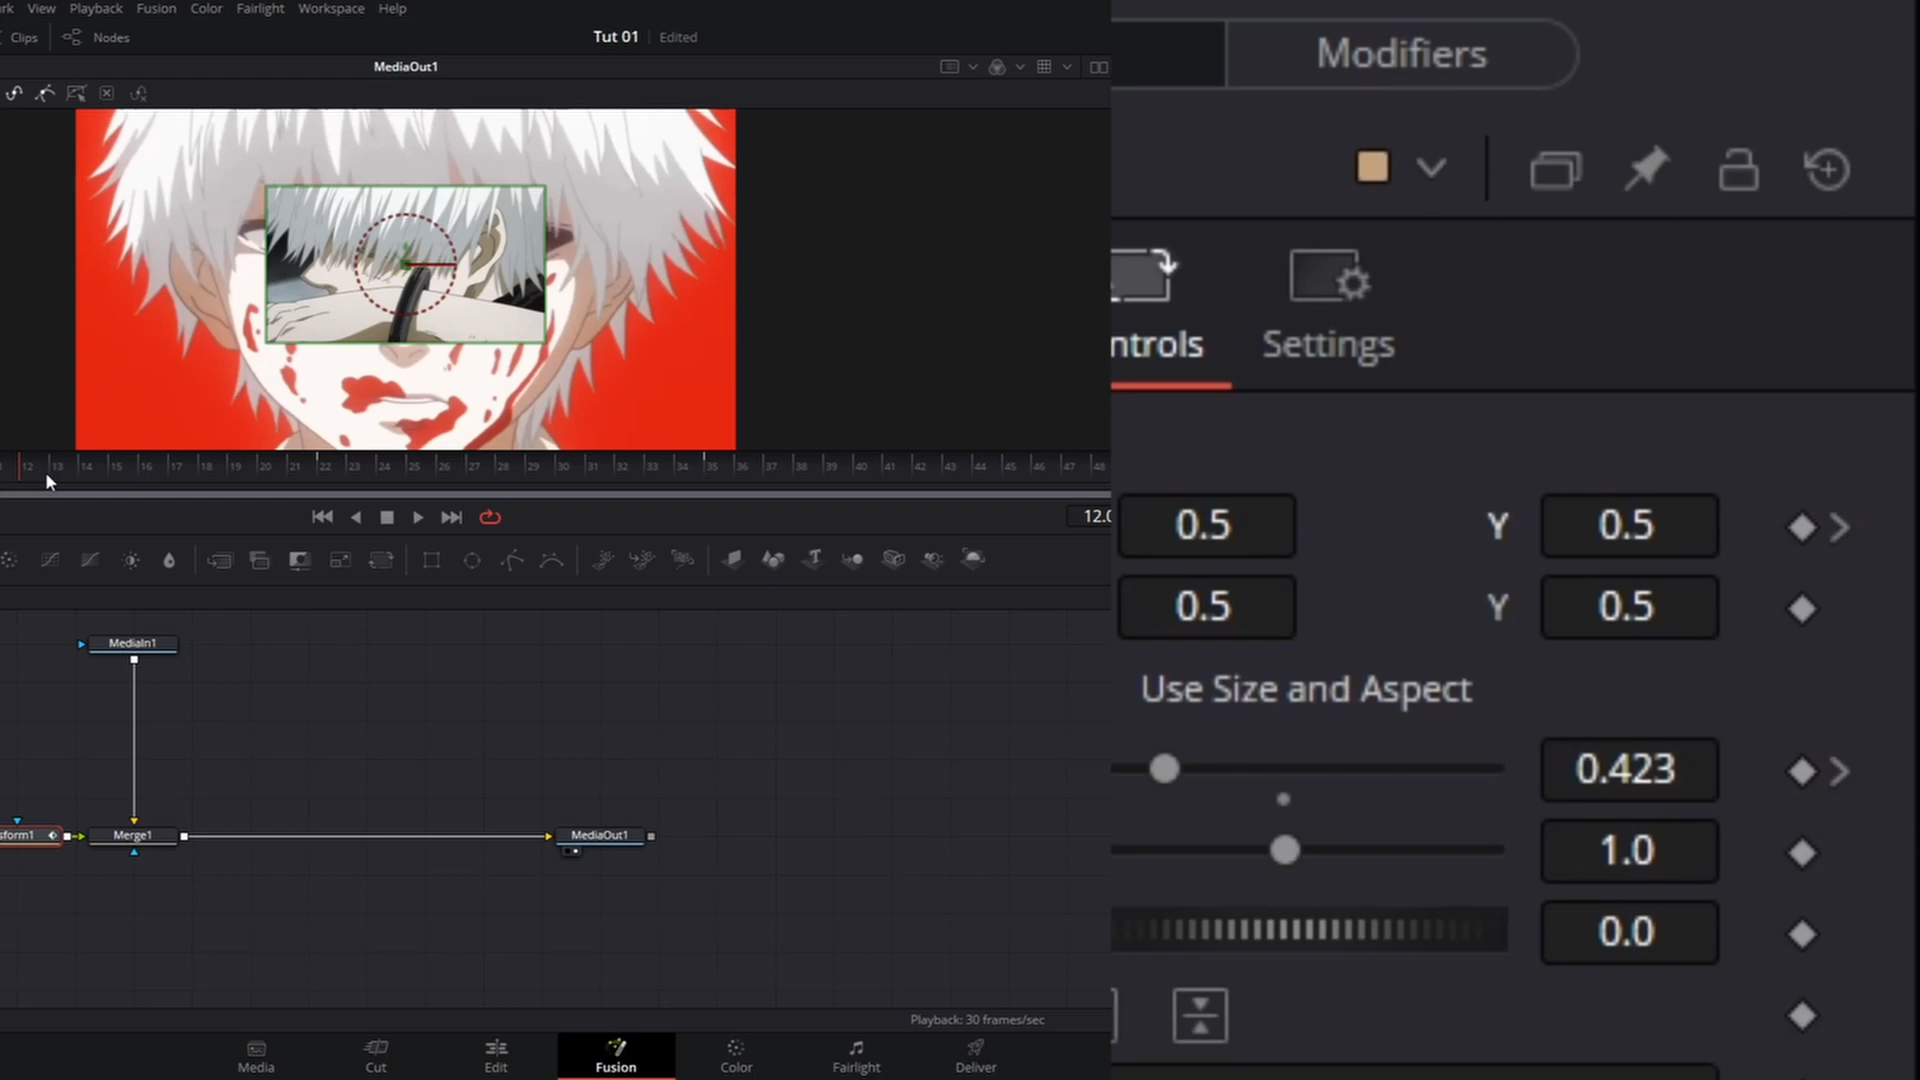 rk View Playback Fusion Color Fairlight Workspace Help
Clips Nodes Tut 01 Edited
MediaOut1
Modifiers
ntrols Settings
12 13 14 15 16 17 18 19 20 21 22 23 24 25 26 27 28 29 30 31 32 33 34 35 36 37 38 39 40 41 42 43 44 45 46 47 48
12.0
0.5 Y 0.5
0.5 Y 0.5
Use Size and Aspect
0.423
1.0
0.0
MediaIn1
sform1 Merge1 MediaOut1
Playback: 30 frames/sec
Media Cut Edit Fusion Color Fairlight Deliver